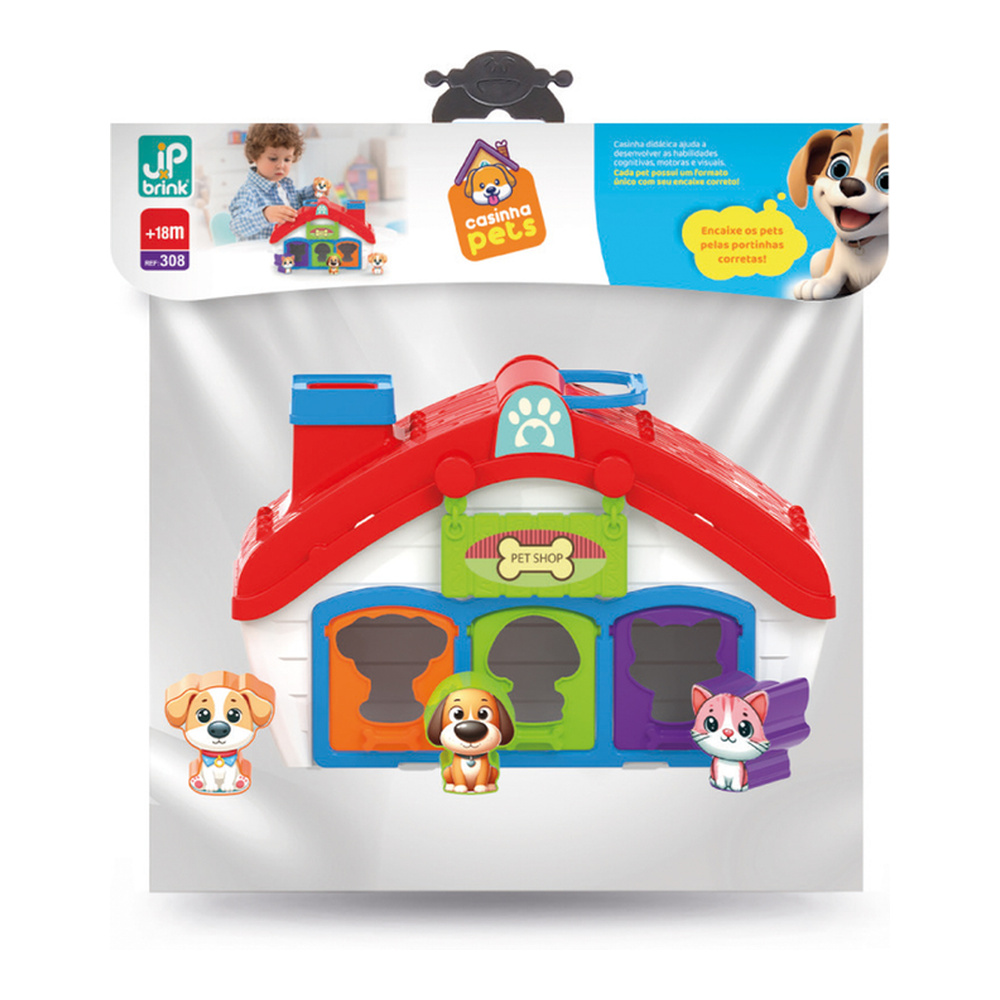 jp
brink
+18m
REF: 308
casinha
pets
Casinha didática ajuda a
desenvolver as habilidades
cognitivas, motoras e visuais.
Cada pet possui um formato
único com seu encaixe correto!
Encaixe os pets
pelas portinhas
corretas!
PET SHOP